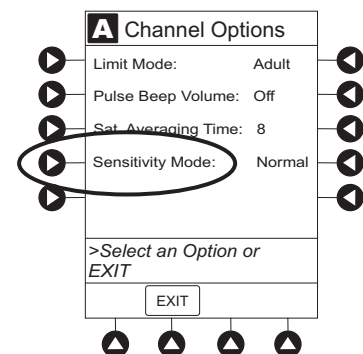 A Channel Options
Limit Mode: Adult
Pulse Beep Volume: Off
Sat. Averaging Time: 8
Sensitivity Mode: Normal
>Select an Option or
EXIT
EXIT